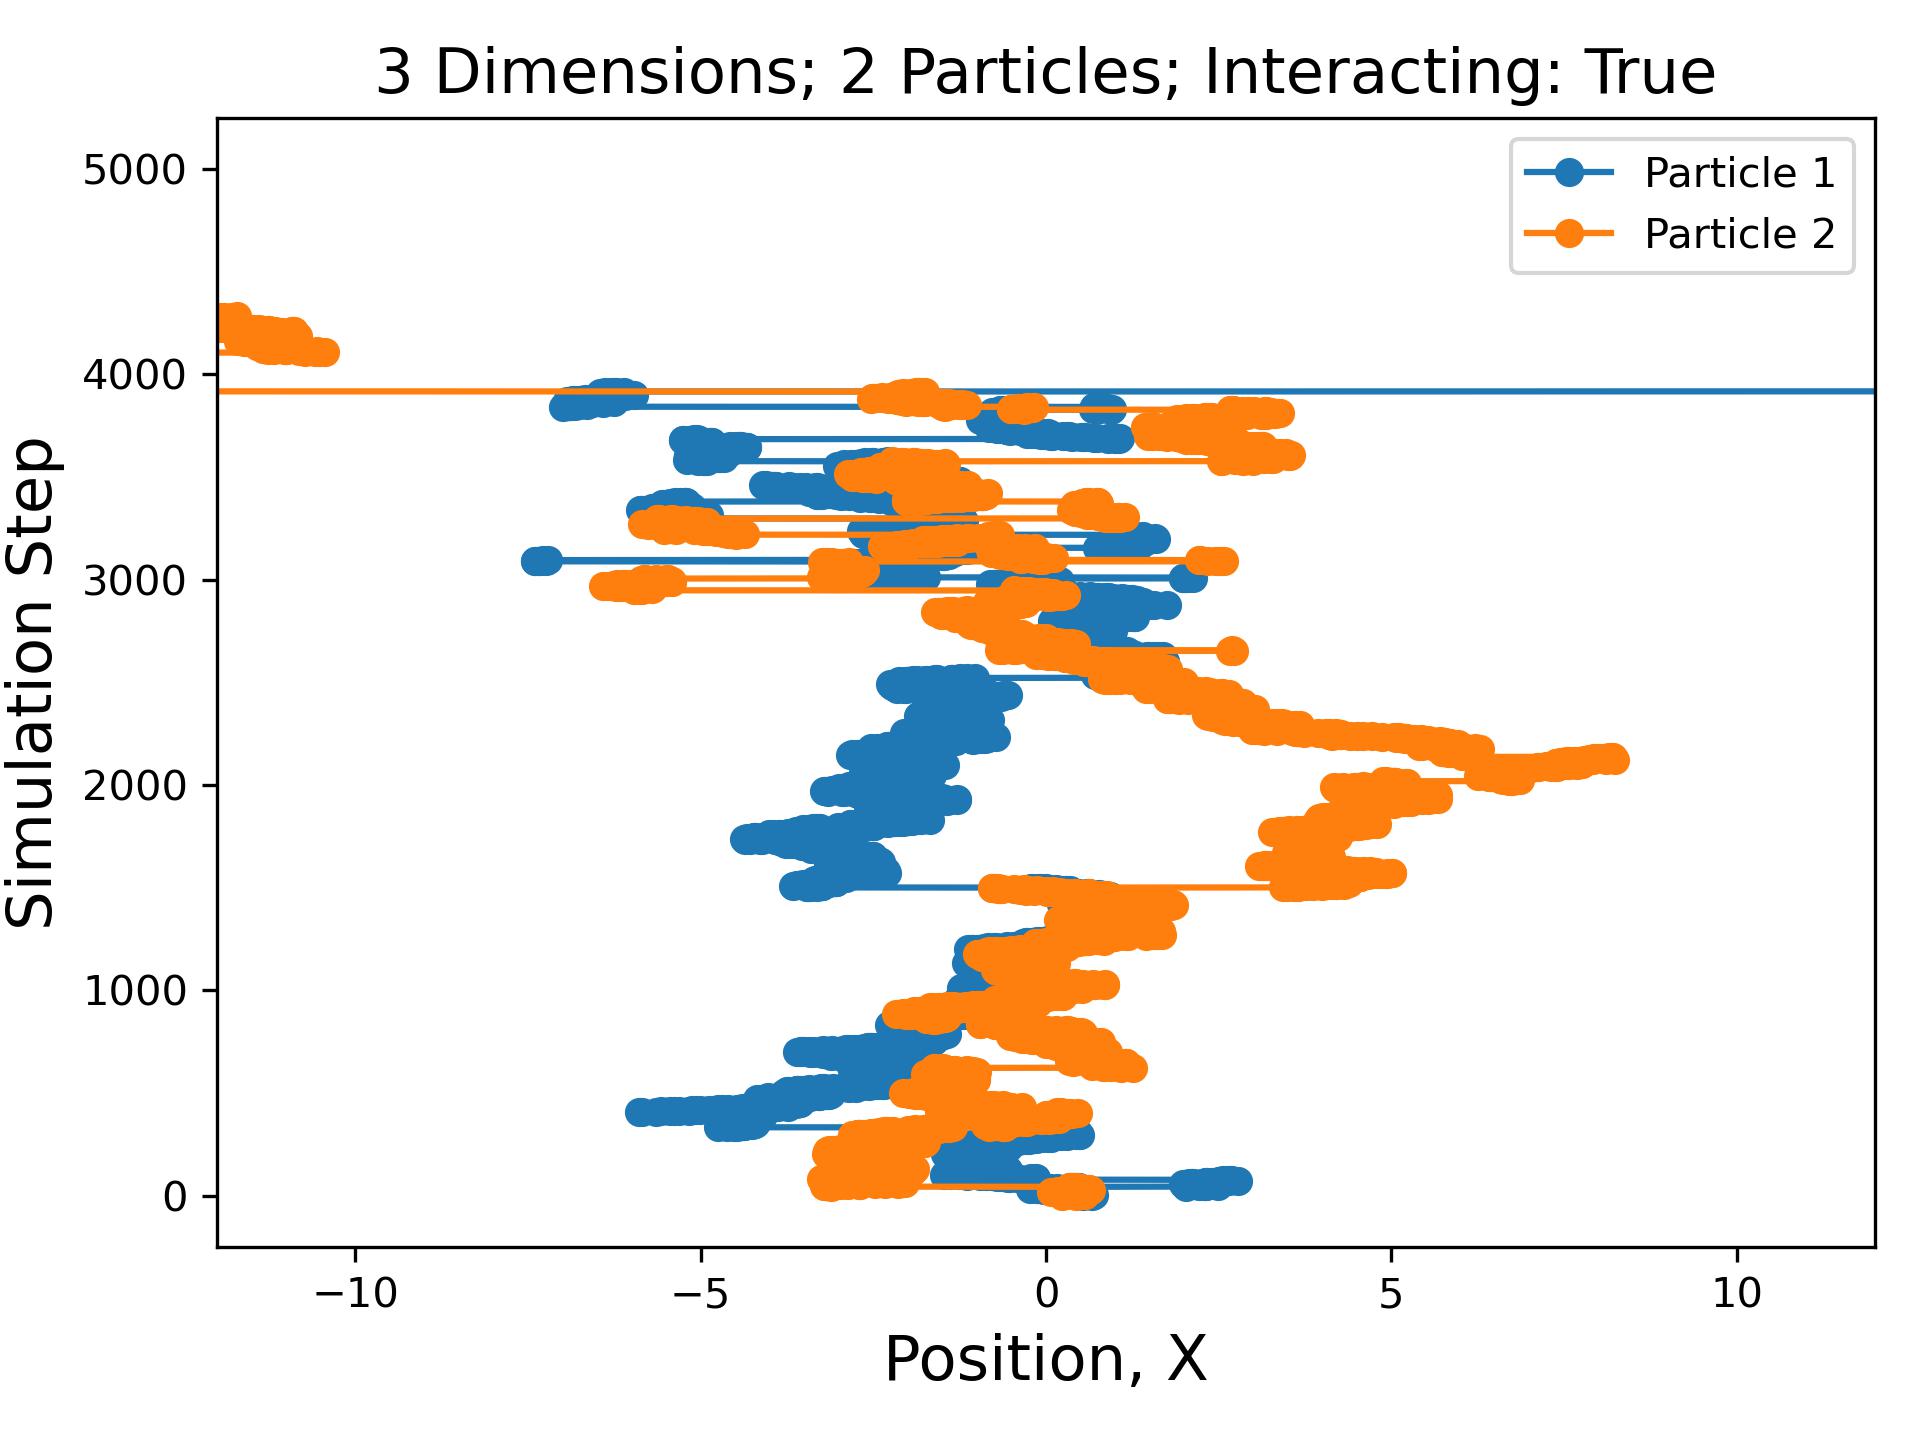 3 Dimensions; 2 Particles; Interacting: True
Particle 1
Particle 2
5000
4000
3000
2000
1000
0
Simulation Step
−10
−5
0
5
10
Position, X